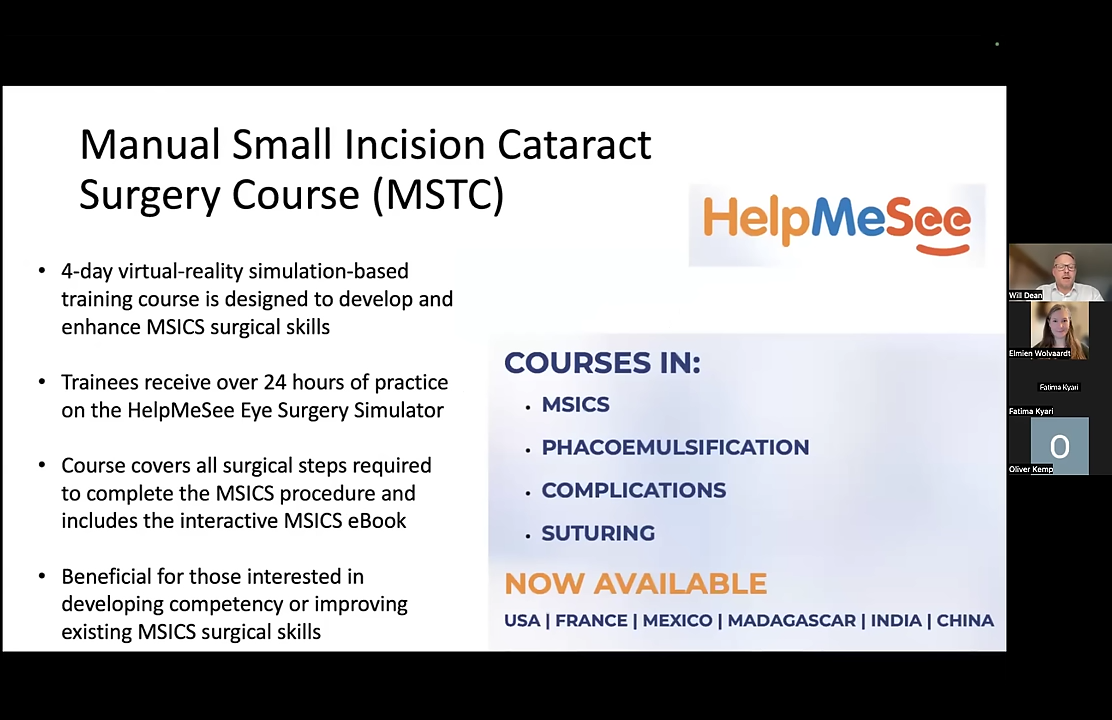 Manual Small Incision Cataract
Surgery Course (MSTC)
HelpMeSee
• 4-day virtual-reality simulation-based
training course is designed to develop and
enhance MSICS surgical skills
• Trainees receive over 24 hours of practice
on the HelpMeSee Eye Surgery Simulator
• Course covers all surgical steps required
to complete the MSICS procedure and
includes the interactive MSICS eBook
• Beneficial for those interested in
developing competency or improving
existing MSICS surgical skills
COURSES IN:
• MSICS
• PHACOEMULSIFICATION
• COMPLICATIONS
• SUTURING
NOW AVAILABLE
USA | FRANCE | MEXICO | MADAGASCAR | INDIA | CHINA
Will Dean
Elmien Wolvaardt
Fatima Kyari
Fatima Kyari
O
Oliver Kemp